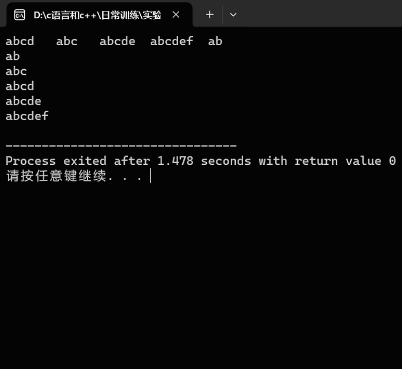 D:\c语言和c++\日常训练\实验
abcd   abc   abcde  abcdef  ab
ab
abc
abcd
abcde
abcdef
--------------------------------
Process exited after 1.478 seconds with return value 0
请按任意键继续. . .